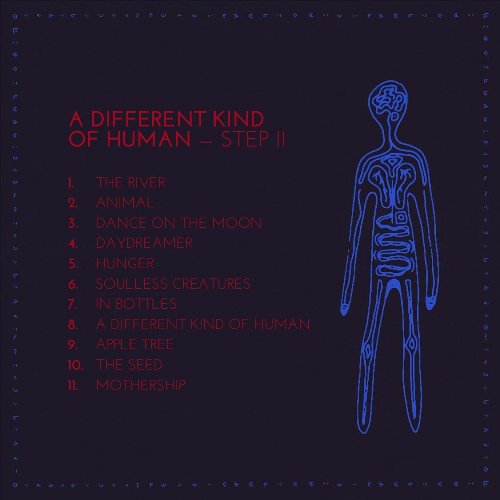 A DIFFERENT KIND
OF HUMAN – STEP II
1. THE RIVER
2. ANIMAL
3. DANCE ON THE MOON
4. DAYDREAMER
5. HUNGER
6. SOULLESS CREATURES
7. IN BOTTLES
8. A DIFFERENT KIND OF HUMAN
9. APPLE TREE
10. THE SEED
11. MOTHERSHIP